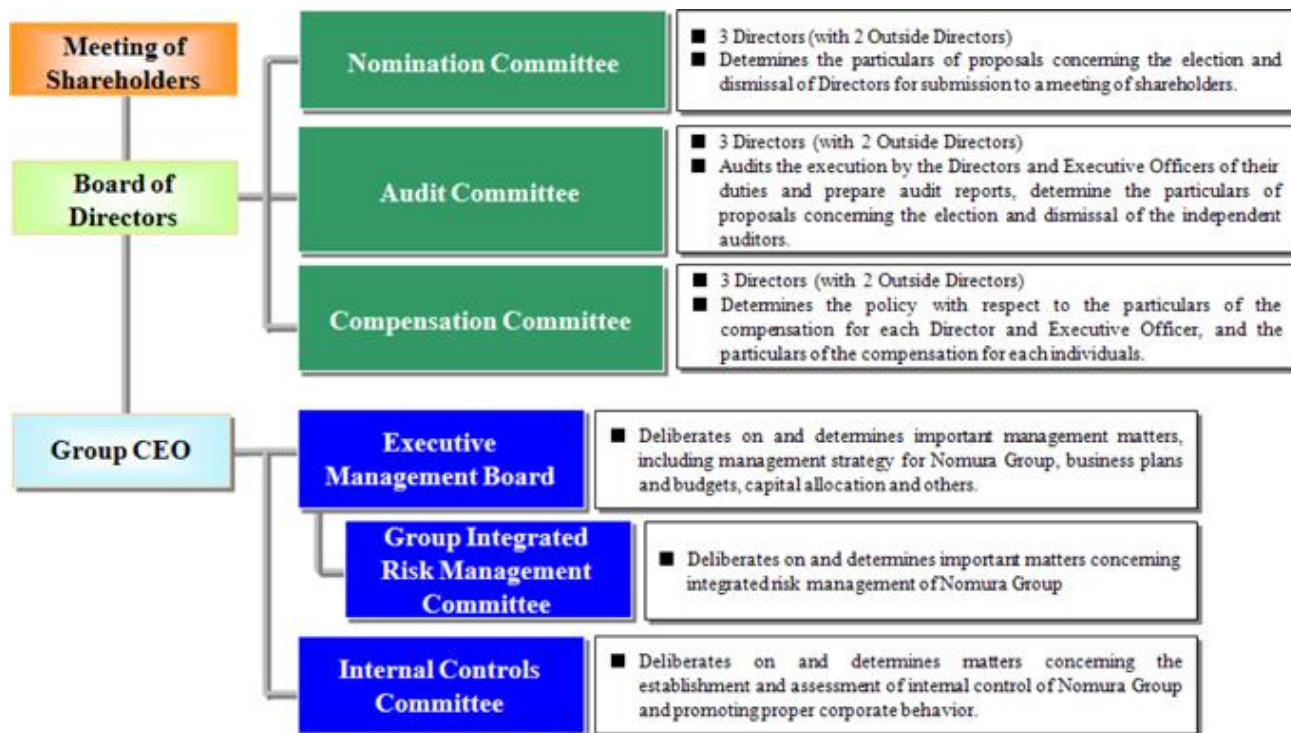 Meeting of
Shareholders
Nomination Committee
■ 3 Directors (with 2 Outside Directors)
■ Determines the particulars of proposals concerning the election and
dismissal of Directors for submission to a meeting of shareholders.
Board of
Directors
Audit Committee
■ 3 Directors (with 2 Outside Directors)
■ Audits the execution by the Directors and Executive Officers of their
duties and prepare audit reports, determine the particulars of
proposals concerning the election and dismissal of the independent
auditors.
Compensation Committee
■ 3 Directors (with 2 Outside Directors)
■ Determines the policy with respect to the particulars of the
compensation for each Director and Executive Officer, and the
particulars of the compensation for each individuals.
Group CEO
Executive
Management Board
■ Deliberates on and determines important management matters,
including management strategy for Nomura Group, business plans
and budgets, capital allocation and others.
Group Integrated
Risk Management
Committee
■ Deliberates on and determines important matters concerning
integrated risk management of Nomura Group
Internal Controls
Committee
■ Deliberates on and determines matters concerning the
establishment and assessment of internal control of Nomura Group
and promoting proper corporate behavior.